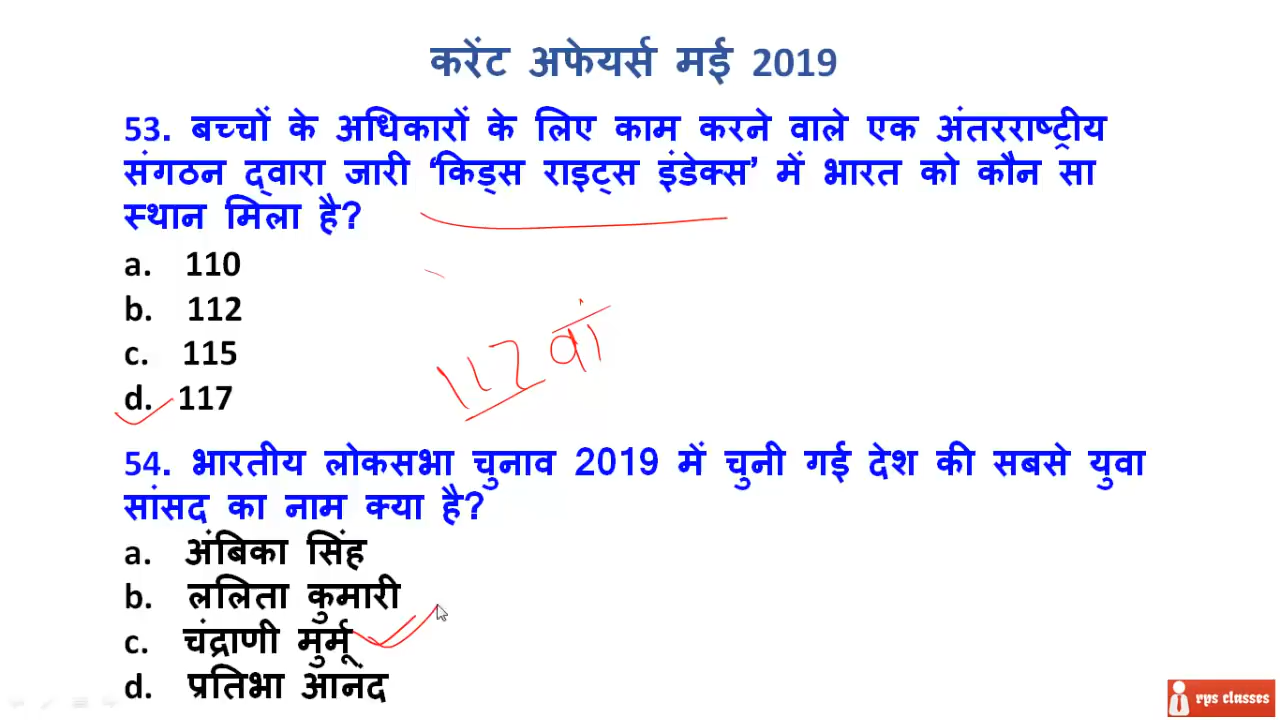 करेंट अफेयर्स मई 2019
53. बच्चों के अधिकारों के लिए काम करने वाले एक अंतरराष्ट्रीय
संगठन द्वारा जारी ‘किड्स राइट्स इंडेक्स’ में भारत को कौन सा
स्थान मिला है?
a. 110
b. 112
c. 115
d. 117
112 वां
54. भारतीय लोकसभा चुनाव 2019 में चुनी गई देश की सबसे युवा
सांसद का नाम क्या है?
a. अंबिका सिंह
b. ललिता कुमारी
c. चंद्राणी मुर्मू
d. प्रतिभा आनंद
rps classes